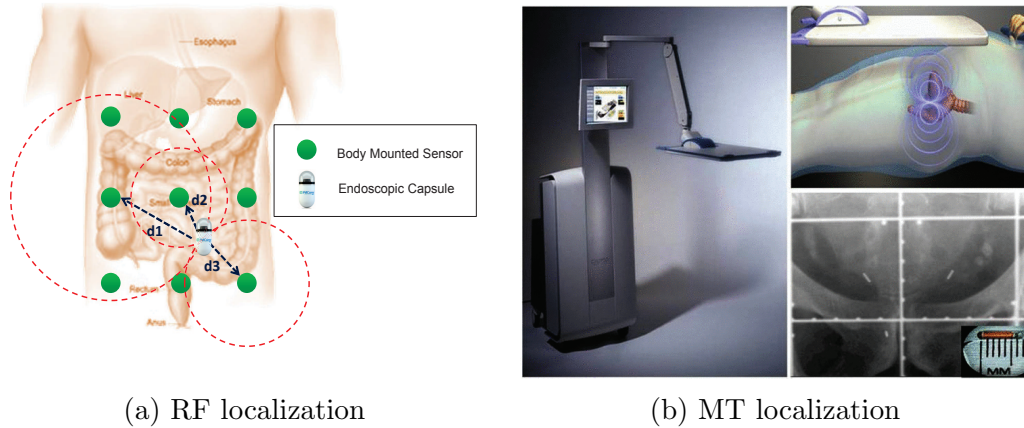 Esophagus
Liver
Stomach
Colon
d2
d1
d3
Rectum
Anus
Body Mounted Sensor
Endoscopic Capsule
MM
(a) RF localization
(b) MT localization